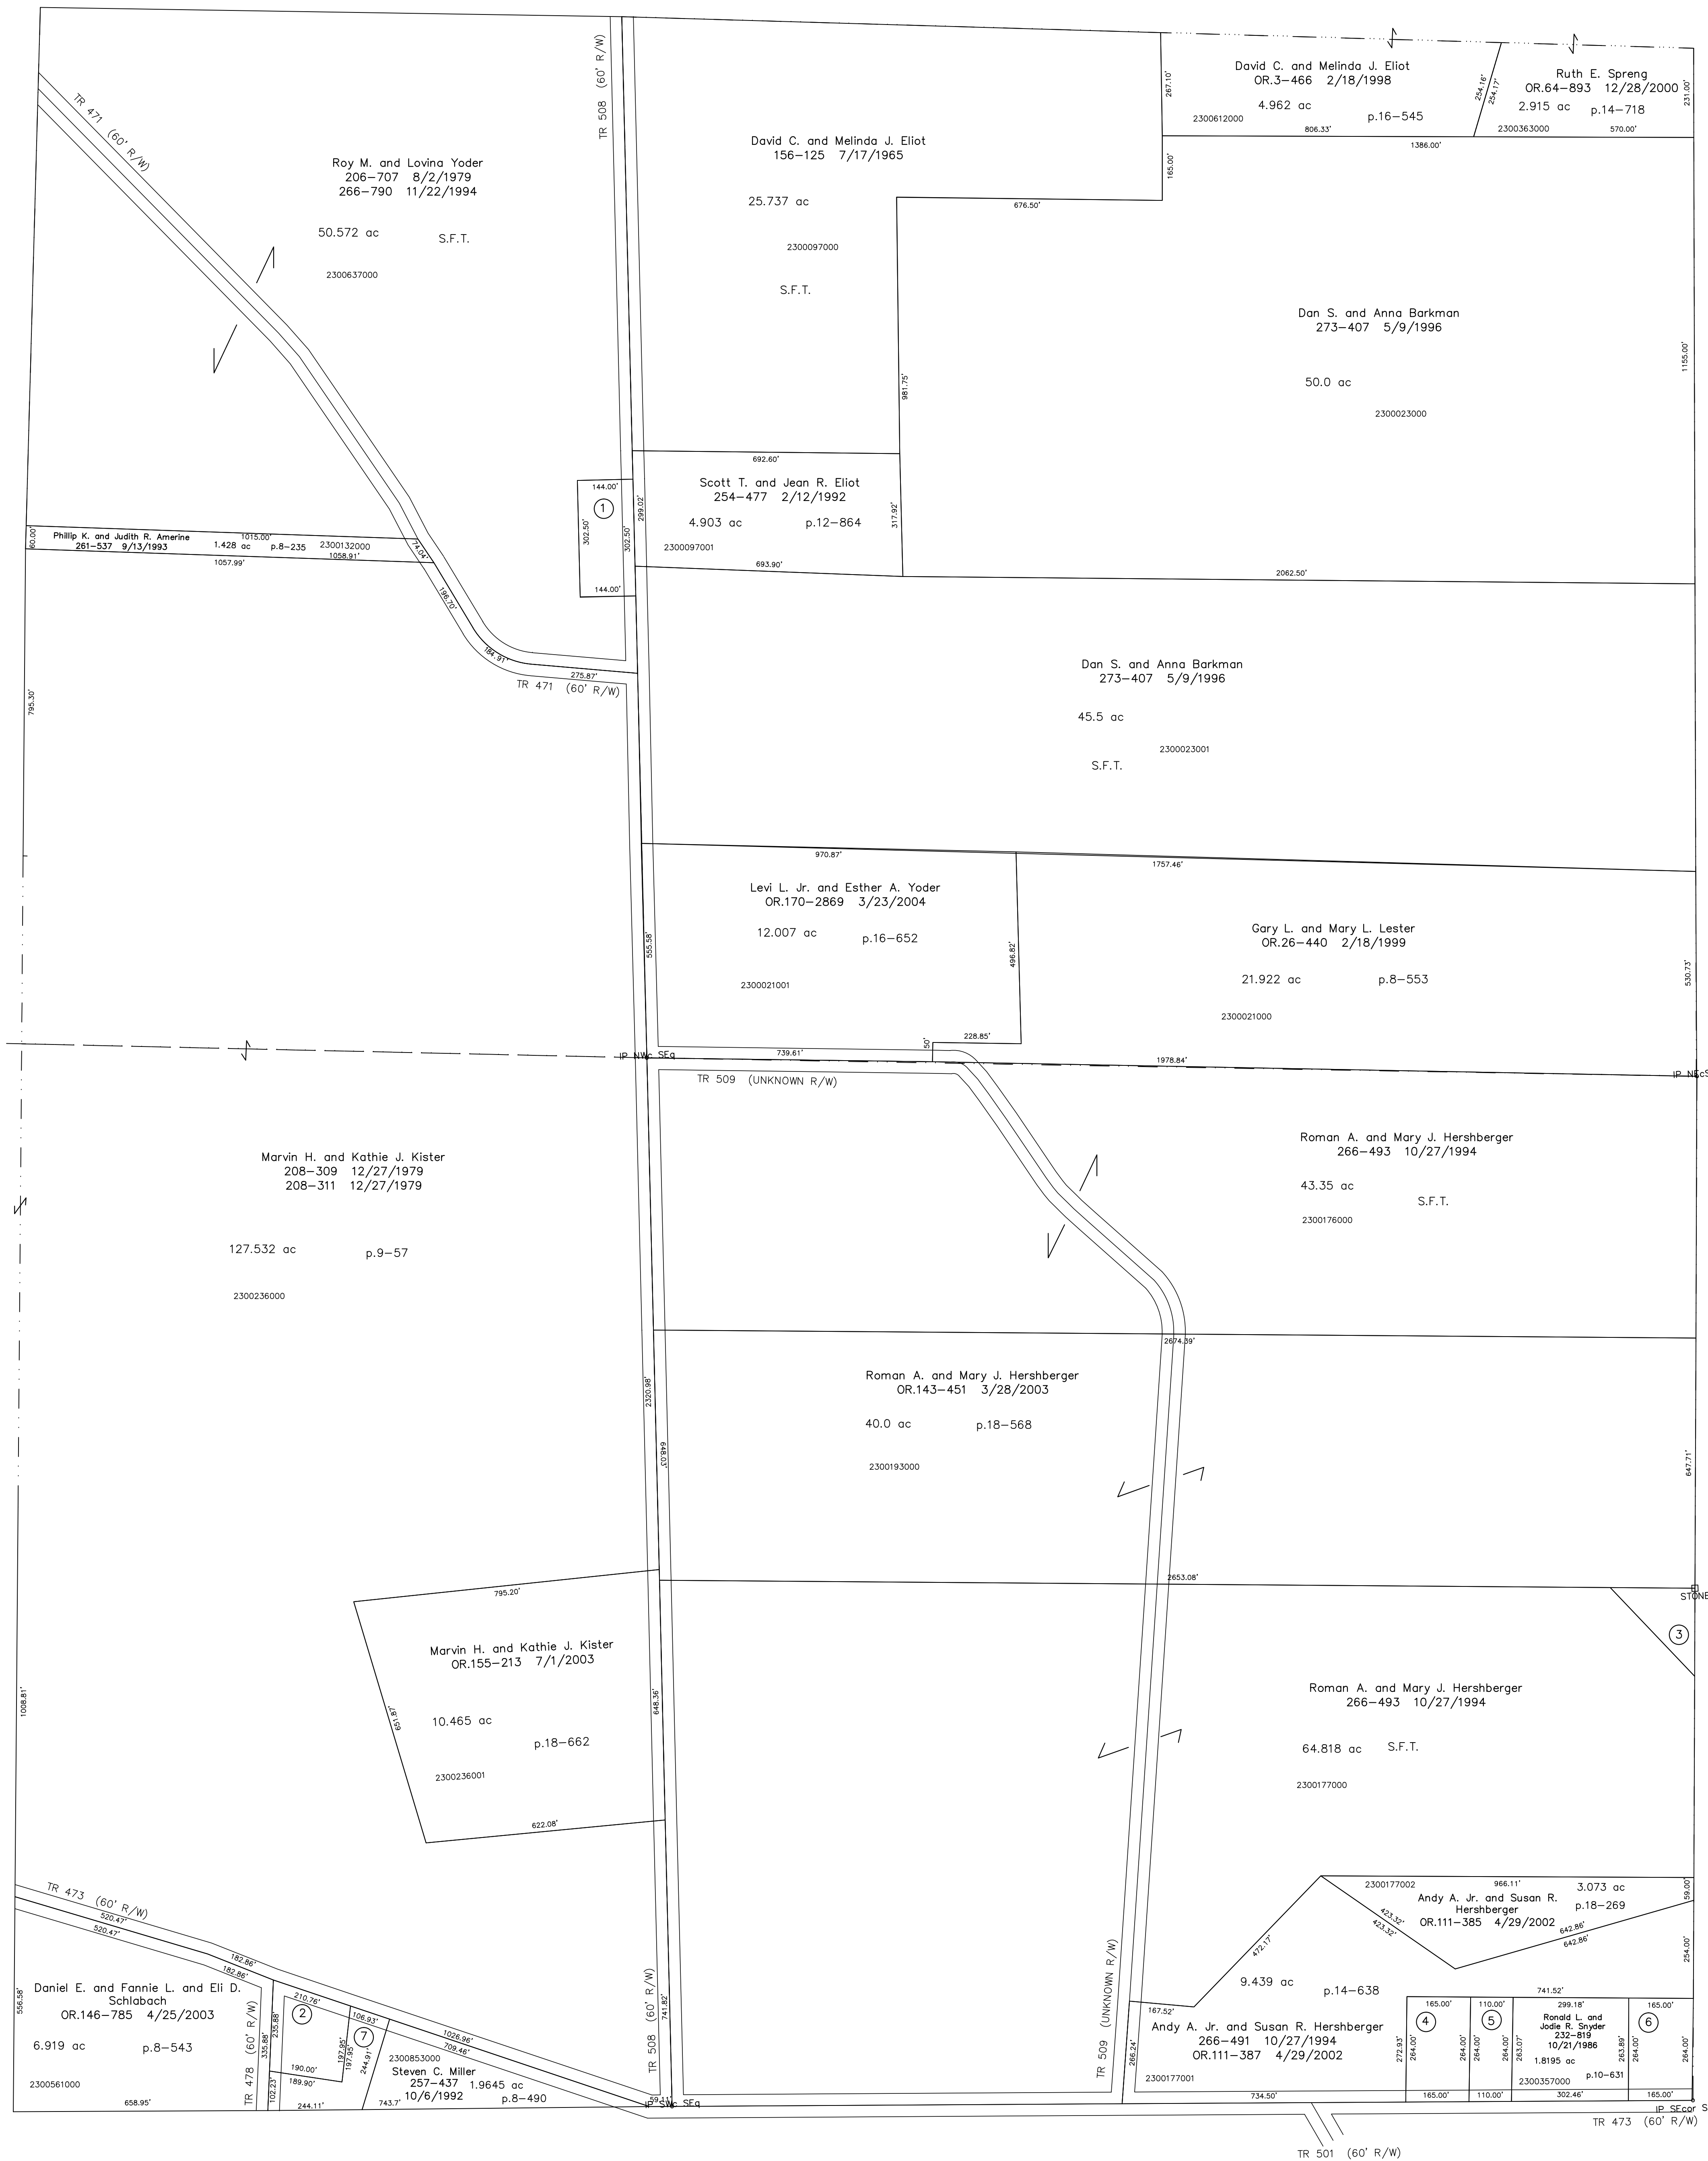 TR 471 (60' R/W)
TR 508 (60' R/W)
Roy M. and Lovina Yoder
206-707 8/2/1979
266-790 11/22/1994
50.572 ac S.F.T.
2300637000
David C. and Melinda J. Eliot
156-125 7/17/1965
25.737 ac
2300097000
S.F.T.
267.10'
David C. and Melinda J. Eliot
OR.3-466 2/18/1998
4.962 ac p.16-545
2300612000
806.33'
254.16'
254.17'
Ruth E. Spreng
OR.64-893 12/28/2000
2.915 ac p.14-718
2300363000 570.00'
231.00'
1386.00'
165.00'
676.50'
Dan S. and Anna Barkman
273-407 5/9/1996
50.0 ac
2300023000
1155.00'
981.75'
692.60'
Scott T. and Jean R. Eliot
254-477 2/12/1992
4.903 ac p.12-864
2300097001
299.02'
317.92'
693.90'
2062.50'
144.00'
1
302.50'
302.50'
144.00'
60.00'
Phillip K. and Judith R. Amerine
261-537 9/13/1993
1015.00'
1.428 ac p.8-235 2300132000
1058.91'
1057.99'
74.04'
196.70'
184.91'
275.87'
TR 471 (60' R/W)
795.30'
Dan S. and Anna Barkman
273-407 5/9/1996
45.5 ac
2300023001
S.F.T.
970.87'
1757.46'
Levi L. Jr. and Esther A. Yoder
OR.170-2869 3/23/2004
12.007 ac p.16-652
2300021001
555.58'
496.82'
Gary L. and Mary L. Lester
OR.26-440 2/18/1999
21.922 ac p.8-553
2300021000
530.73'
50'
228.85'
739.61'
1978.84'
IP NWc SEq
IP NEcS
TR 509 (UNKNOWN R/W)
Marvin H. and Kathie J. Kister
208-309 12/27/1979
208-311 12/27/1979
127.532 ac p.9-57
2300236000
Roman A. and Mary J. Hershberger
266-493 10/27/1994
43.35 ac
S.F.T.
2300176000
2674.39'
Roman A. and Mary J. Hershberger
OR.143-451 3/28/2003
40.0 ac p.18-568
2300193000
2320.98'
648.03'
647.71'
2653.08'
STONE
3
795.20'
Marvin H. and Kathie J. Kister
OR.155-213 7/1/2003
10.465 ac
p.18-662
2300236001
651.87'
648.36'
622.08'
1008.81'
Roman A. and Mary J. Hershberger
266-493 10/27/1994
64.818 ac S.F.T.
2300177000
2300177002 966.11' 3.073 ac
Andy A. Jr. and Susan R.
Hershberger
p.18-269
OR.111-385 4/29/2002
59.00'
423.32'
423.32'
642.86'
642.86'
472.17'
254.00'
9.439 ac p.14-638
167.52'
Andy A. Jr. and Susan R. Hershberger
266-491 10/27/1994
OR.111-387 4/29/2002
2300177001
266.24'
734.50'
TR 509 (UNKNOWN R/W)
741.52'
165.00' 110.00' 299.18' 165.00'
4
5
6
272.93'
264.00'
264.00'
264.00'
263.07'
Ronald L. and
Jodie R. Snyder
232-819
10/21/1986
1.8195 ac
p.10-631
2300357000
263.89'
264.00'
264.00'
165.00' 110.00' 302.46' 165.00'
IP SEcor S
TR 473 (60' R/W)
TR 501 (60' R/W)
TR 473 (60' R/W)
520.47'
520.47'
182.86'
182.86'
Daniel E. and Fannie L. and Eli D.
Schlabach
OR.146-785 4/25/2003
6.919 ac p.8-543
2300561000
556.58'
658.95'
TR 478 (60' R/W)
335.88'
235.88'
102.23'
210.76'
2
106.93'
7
190.00'
189.90'
197.95'
197.95'
244.91'
244.11'
1026.96'
709.46'
2300853000
Steven C. Miller
257-437 1.9645 ac
10/6/1992 p.8-490
743.7'
TR 508 (60' R/W)
741.82'
59.11'
IP SWc SEq